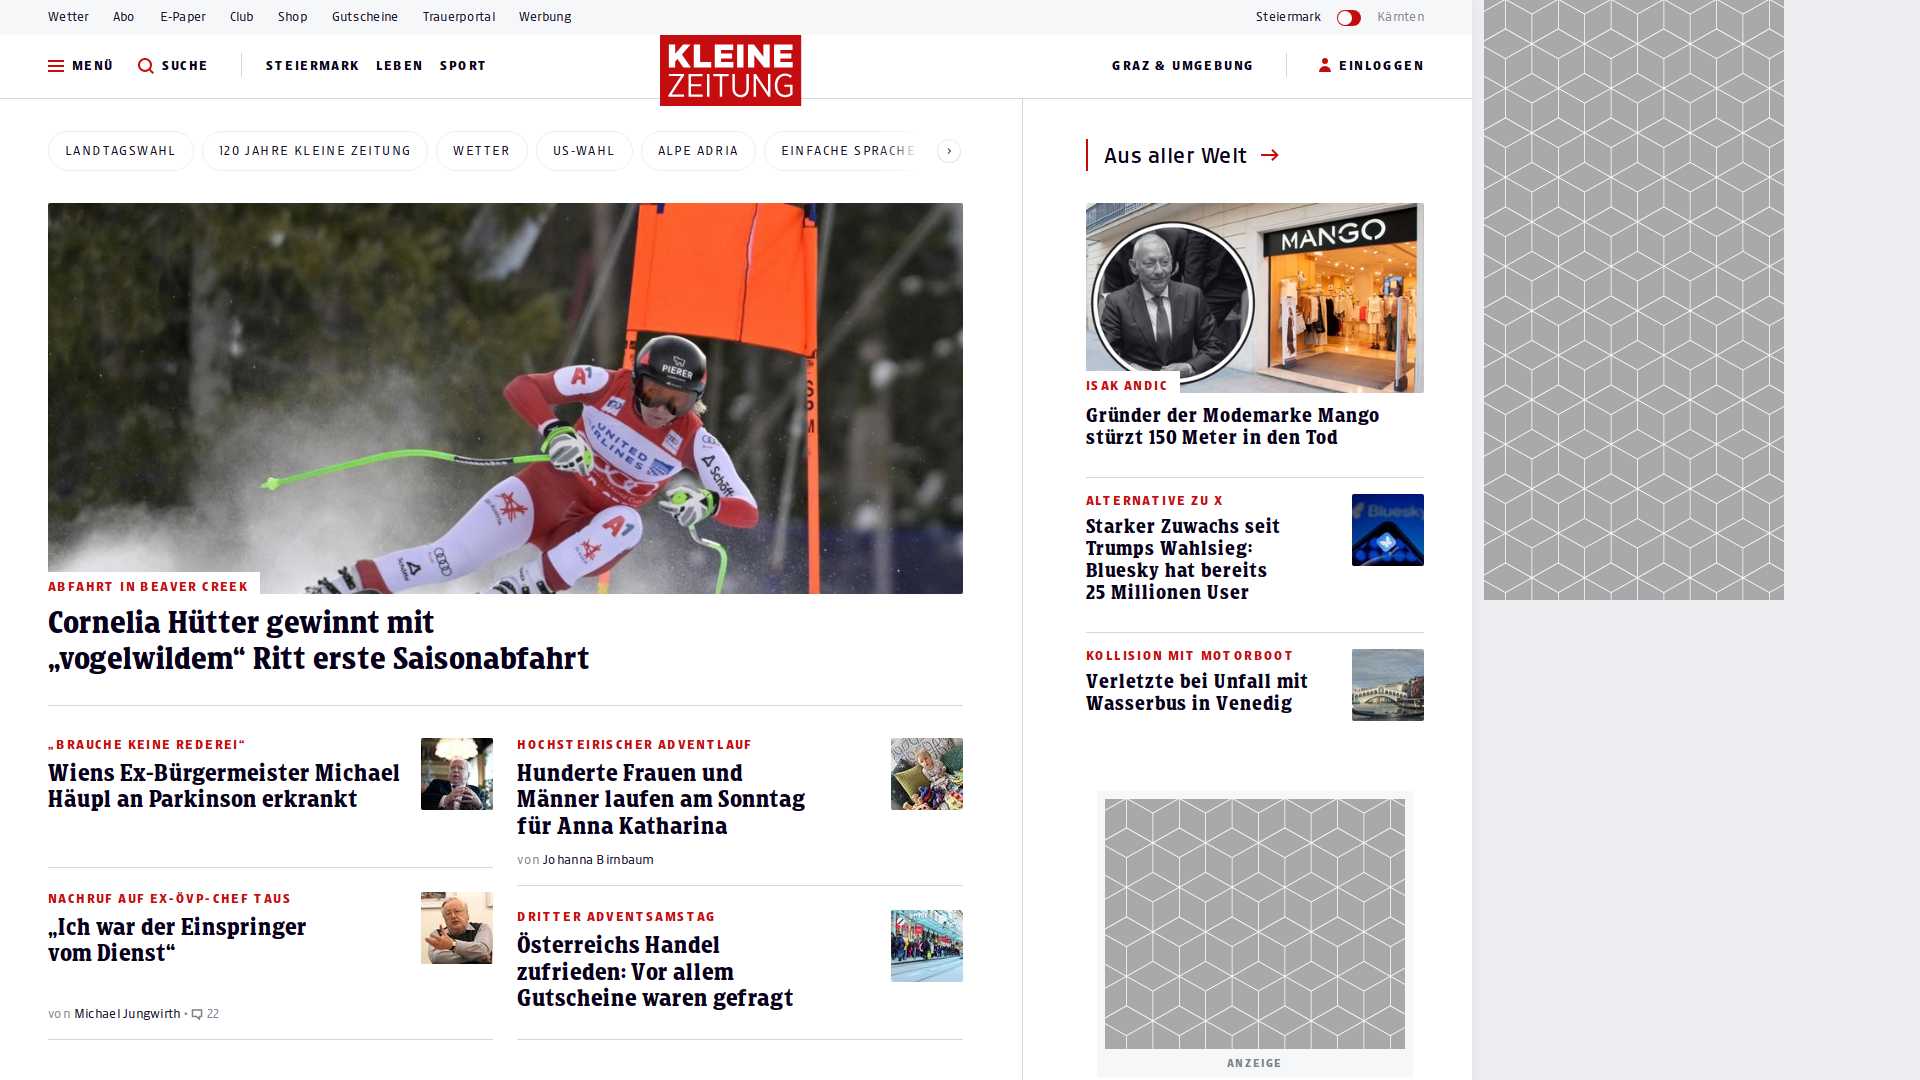 Wetter Abo E-Paper Club Shop Gutscheine Trauerportal Werbung Steiermark Kärnten
MENÜ SUCHE STEIERMARK LEBEN SPORT KLEINE ZEITUNG GRAZ & UMGEBUNG EINLOGGEN
LANDTAGSWAHL 120 JAHRE KLEINE ZEITUNG WETTER US-WAHL ALPE ADRIA EINFACHE SPRACHE
A1
PIERER
UNITED AIRLINES
Schöff
A1
ABFAHRT IN BEAVER CREEK
Cornelia Hütter gewinnt mit
„vogelwildem“ Ritt erste Saisonabfahrt
„BRAUCHE KEINE REDEREI“
Wiens Ex-Bürgermeister Michael
Häupl an Parkinson erkrankt
HOCHSTEIRISCHER ADVENTLAUF
Hunderte Frauen und
Männer laufen am Sonntag
für Anna Katharina
von Johanna Birnbaum
NACHRUF AUF EX-ÖVP-CHEF TAUS
„Ich war der Einspringer
vom Dienst“
von Michael Jungwirth • 22
DRITTER ADVENTSAMSTAG
Österreichs Handel
zufrieden: Vor allem
Gutscheine waren gefragt
Aus aller Welt
MANGO
ISAK ANDIC
Gründer der Modemarke Mango
stürzt 150 Meter in den Tod
ALTERNATIVE ZU X
Starker Zuwachs seit
Trumps Wahlsieg:
Bluesky hat bereits
25 Millionen User
Bluesky
KOLLISION MIT MOTORBOOT
Verletzte bei Unfall mit
Wasserbus in Venedig
ANZEIGE